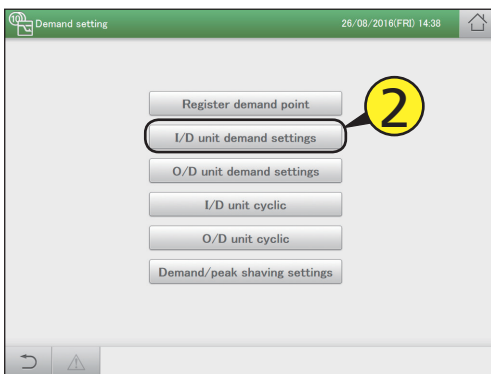 Demand setting 26/08/2016(FRI) 14:38
Register demand point
2
I/D unit demand settings
O/D unit demand settings
I/D unit cyclic
O/D unit cyclic
Demand/peak shaving settings